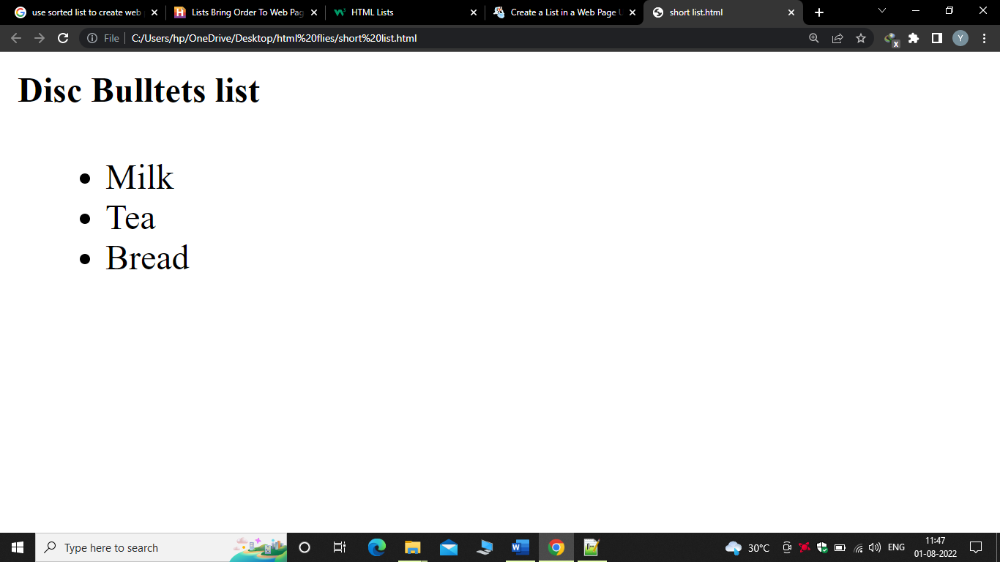 use sorted list to create web
Lists Bring Order To Web Pag
HTML Lists
Create a List in a Web Page U
short list.html
File
C:/Users/hp/OneDrive/Desktop/html%20flies/short%20list.html
x
Y
Disc Bulltets list
Milk
Tea
Bread
Type here to search
30°C
ENG
11:47
01-08-2022